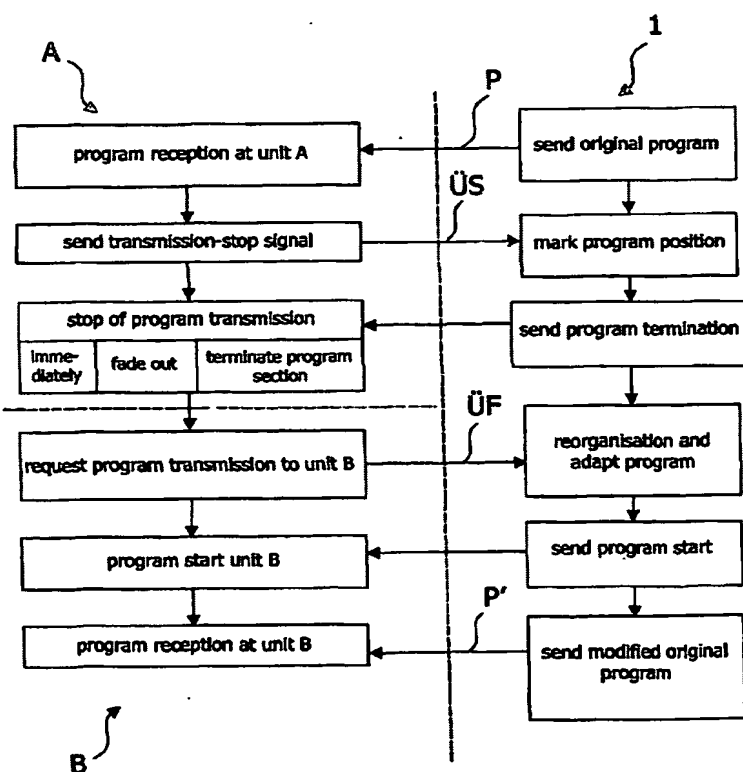 1
A
P
program reception at unit A
send original program
ÜS
send transmission-stop signal
mark program position
stop of program transmission
send program termination
imme-
diately
fade out
terminate program
section
ÜF
request program transmission to unit B
reorganisation and
adapt program
program start unit B
send program start
P'
program reception at unit B
send modified original
program
B